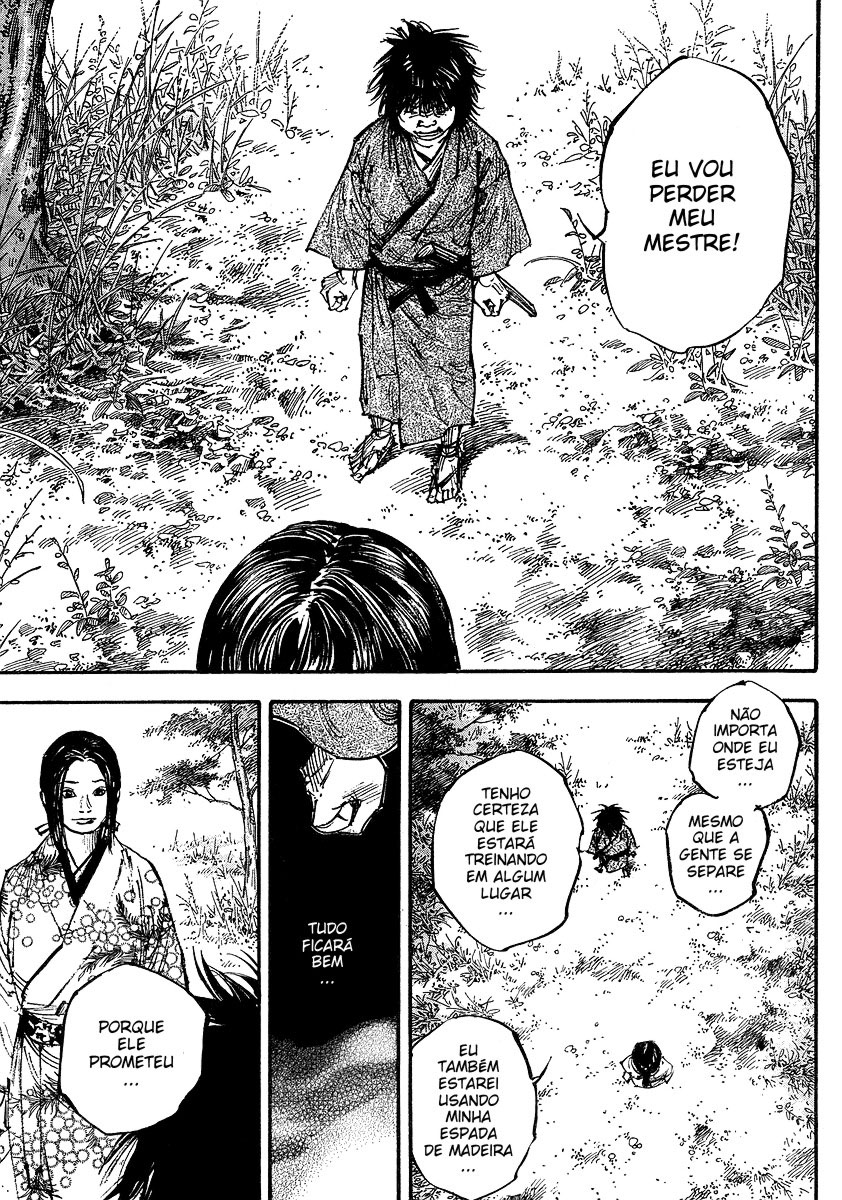 EU VOU
PERDER
MEU
MESTRE!
NÃO
IMPORTA
ONDE EU
ESTEJA
...
MESMO
QUE A
GENTE SE
SEPARE
...
TENHO
CERTEZA
QUE ELE
ESTARÁ
TREINANDO
EM ALGUM
LUGAR
...
EU
TAMBÉM
ESTAREI
USANDO
MINHA
ESPADA
DE MADEIRA
...
TUDO
FICARÁ
BEM
...
PORQUE
ELE
PROMETEU
...